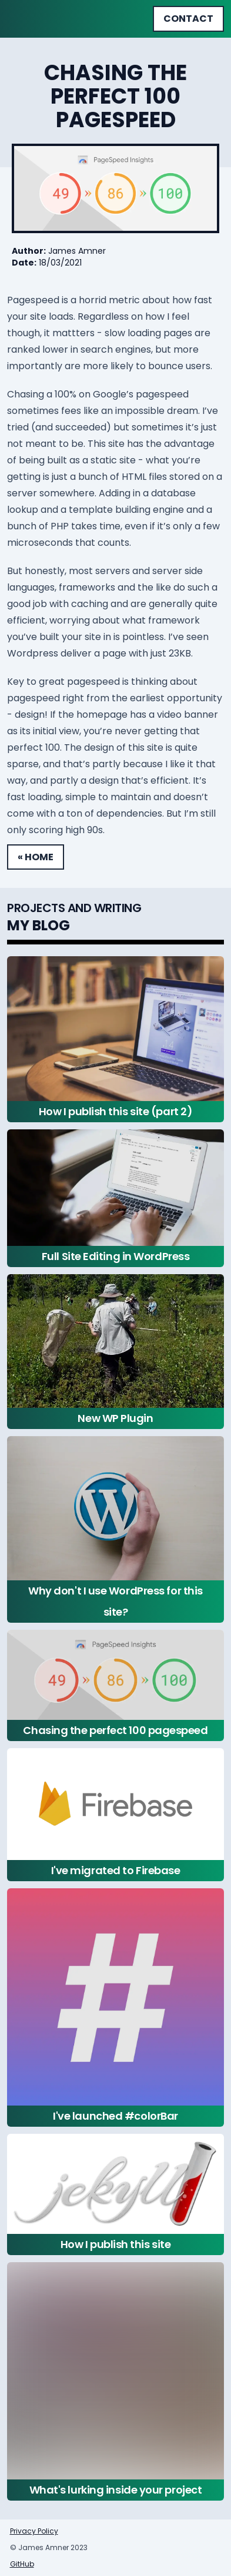 CONTACT
CHASING THE
PERFECT 100
PAGESPEED
PageSpeed Insights
49 » 86 » 100
Author: James Amner
Date: 18/03/2021
Pagespeed is a horrid metric about how fast
your site loads. Regardless on how I feel
though, it mattters - slow loading pages are
ranked lower in search engines, but more
importantly are more likely to bounce users.
Chasing a 100% on Google's pagespeed
sometimes fees like an impossible dream. I've
tried (and succeeded) but sometimes it's just
not meant to be. This site has the advantage
of being built as a static site - what you're
getting is just a bunch of HTML files stored on a
server somewhere. Adding in a database
lookup and a template building engine and a
bunch of PHP takes time, even if it's only a few
microseconds that counts.
But honestly, most servers and server side
languages, frameworks and the like do such a
good job with caching and are generally quite
efficient, worrying about what framework
you've built your site in is pointless. I've seen
Wordpress deliver a page with just 23KB.
Key to great pagespeed is thinking about
pagespeed right from the earliest opportunity
- design! If the homepage has a video banner
as its initial view, you're never getting that
perfect 100. The design of this site is quite
sparse, and that's partly because I like it that
way, and partly a design that's efficient. It's
fast loading, simple to maintain and doesn't
come with a ton of dependencies. But I'm still
only scoring high 90s.
« HOME
PROJECTS AND WRITING
MY BLOG
How I publish this site (part 2)
Full Site Editing in WordPress
New WP Plugin
Why don't I use WordPress for this
site?
PageSpeed Insights
49 » 86 » 100
Chasing the perfect 100 pagespeed
Firebase
I've migrated to Firebase
#
I've launched #colorBar
jekyll
How I publish this site
What's lurking inside your project
Privacy Policy
© James Amner 2023
GitHub